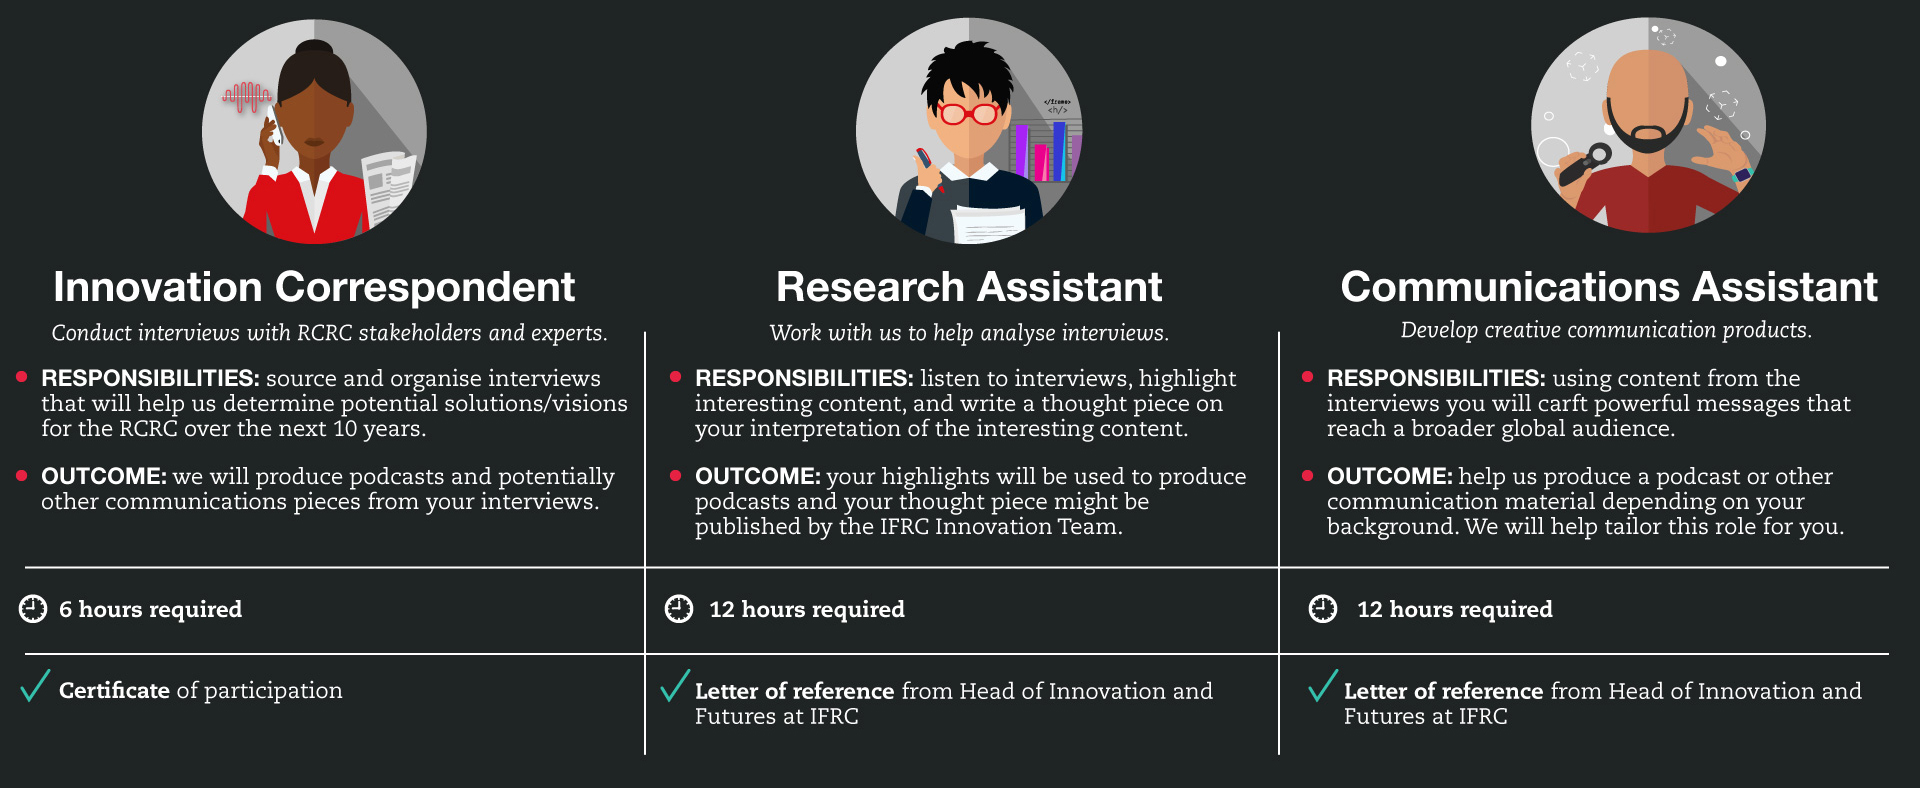 </iframe>
<h/>
Innovation Correspondent
Conduct interviews with RCRC stakeholders and experts.
RESPONSIBILITIES: source and organise interviews
that will help us determine potential solutions/visions
for the RCRC over the next 10 years.
OUTCOME: we will produce podcasts and potentially
other communications pieces from your interviews.
6 hours required
Certificate of participation
Research Assistant
Work with us to help analyse interviews.
RESPONSIBILITIES: listen to interviews, highlight
interesting content, and write a thought piece on
your interpretation of the interesting content.
OUTCOME: your highlights will be used to produce
podcasts and your thought piece might be
published by the IFRC Innovation Team.
12 hours required
Letter of reference from Head of Innovation and
Futures at IFRC
Communications Assistant
Develop creative communication products.
RESPONSIBILITIES: using content from the
interviews you will carft powerful messages that
reach a broader global audience.
OUTCOME: help us produce a podcast or other
communication material depending on your
background. We will help tailor this role for you.
12 hours required
Letter of reference from Head of Innovation and
Futures at IFRC